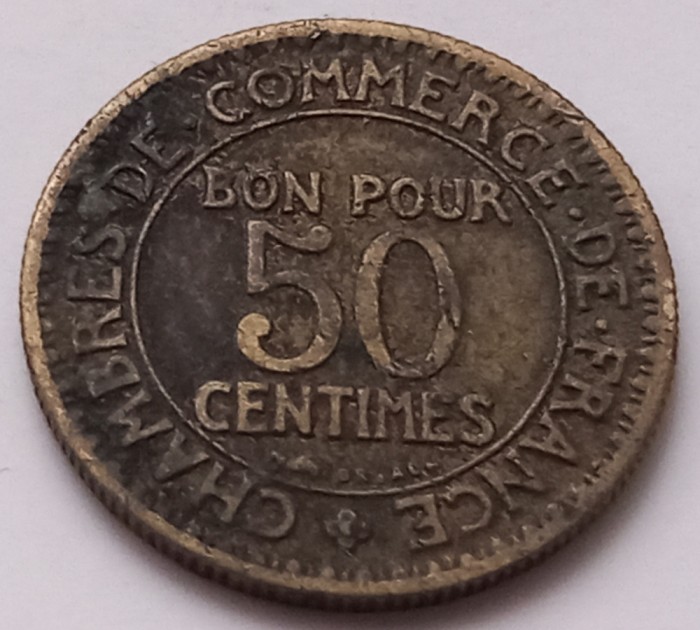 CHAMBRES·DE·COMMERCE·DE·FRANCE
BON POUR
50
CENTIMES